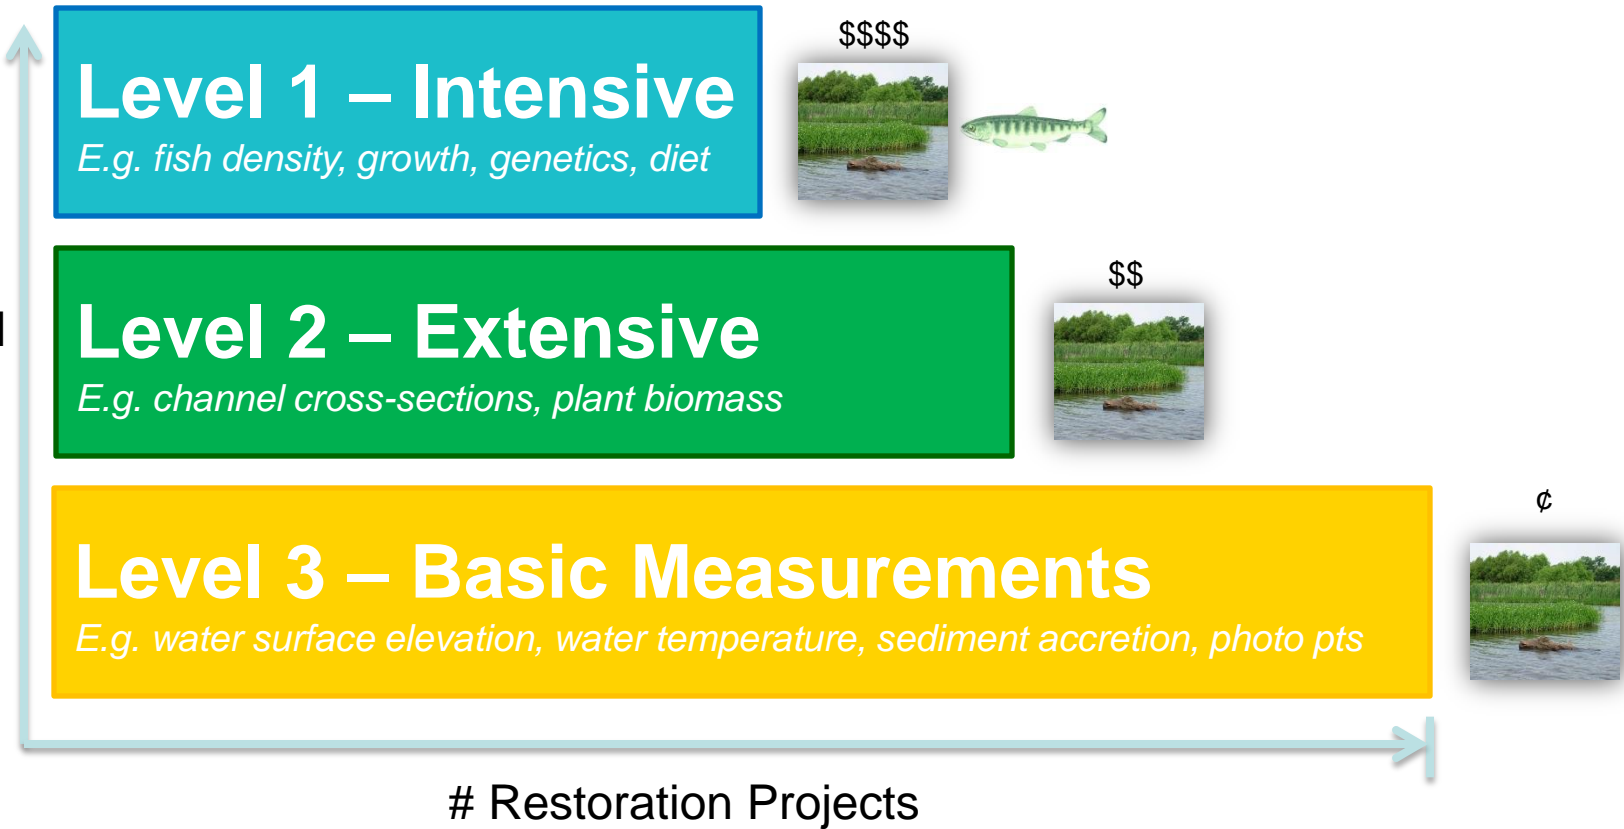 $$$$
Level 1 – Intensive
E.g. fish density, growth, genetics, diet
$$
Level 2 – Extensive
E.g. channel cross-sections, plant biomass
¢
Level 3 – Basic Measurements
E.g. water surface elevation, water temperature, sediment accretion, photo pts
# Restoration Projects